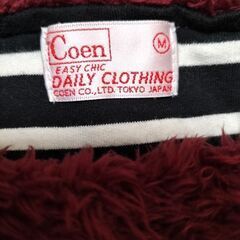 Coen
M
EASY CHIC
DAILY CLOTHING
COEN CO.,LTD. TOKYO JAPAN